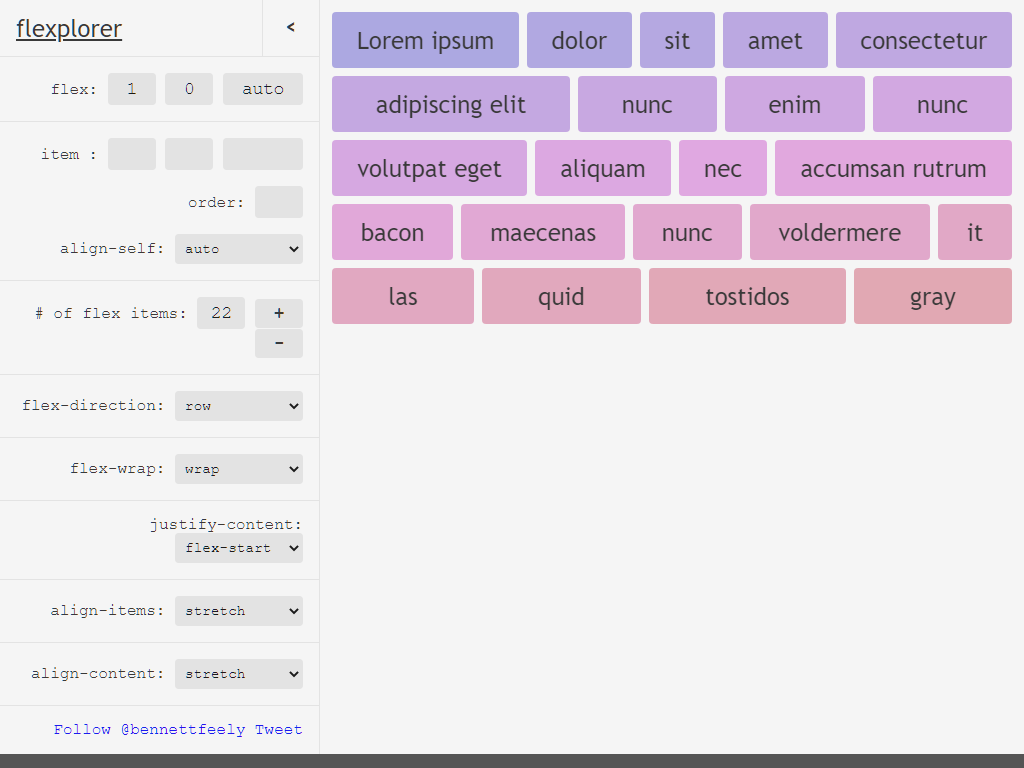 flexplorer <
flex: 1 0 auto
item :
order:
align-self: auto
# of flex items: 22 +
-
flex-direction: row
flex-wrap: wrap
justify-content:
flex-start
align-items: stretch
align-content: stretch
Follow @bennettfeely Tweet
Lorem ipsum dolor sit amet consectetur
adipiscing elit nunc enim nunc
volutpat eget aliquam nec accumsan rutrum
bacon maecenas nunc voldermere it
las quid tostidos gray